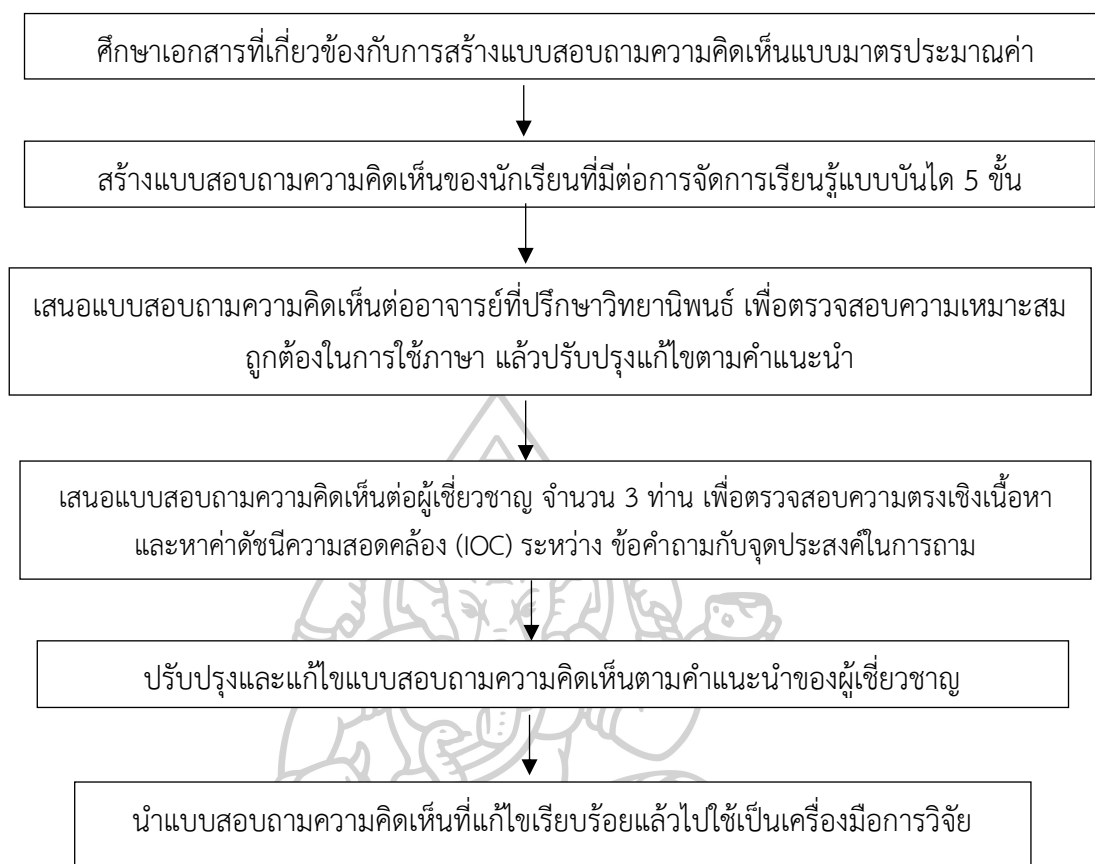 ศึกษาเอกสารที่เกี่ยวข้องกับการสร้างแบบสอบถามความคิดเห็นแบบมาตรประมาณค่า
สร้างแบบสอบถามความคิดเห็นของนักเรียนที่มีต่อการจัดการเรียนรู้แบบบันได 5 ขั้น
เสนอแบบสอบถามความคิดเห็นต่ออาจารย์ที่ปรึกษาวิทยานิพนธ์ เพื่อตรวจสอบความเหมาะสม
ถูกต้องในการใช้ภาษา แล้วปรับปรุงแก้ไขตามคำแนะนำ
เสนอแบบสอบถามความคิดเห็นต่อผู้เชี่ยวชาญ จำนวน 3 ท่าน เพื่อตรวจสอบความตรงเชิงเนื้อหา
และหาค่าดัชนีความสอดคล้อง (IOC) ระหว่าง ข้อคำถามกับจุดประสงค์ในการถาม
ปรับปรุงและแก้ไขแบบสอบถามความคิดเห็นตามคำแนะนำของผู้เชี่ยวชาญ
นำแบบสอบถามความคิดเห็นที่แก้ไขเรียบร้อยแล้วไปใช้เป็นเครื่องมือการวิจัย